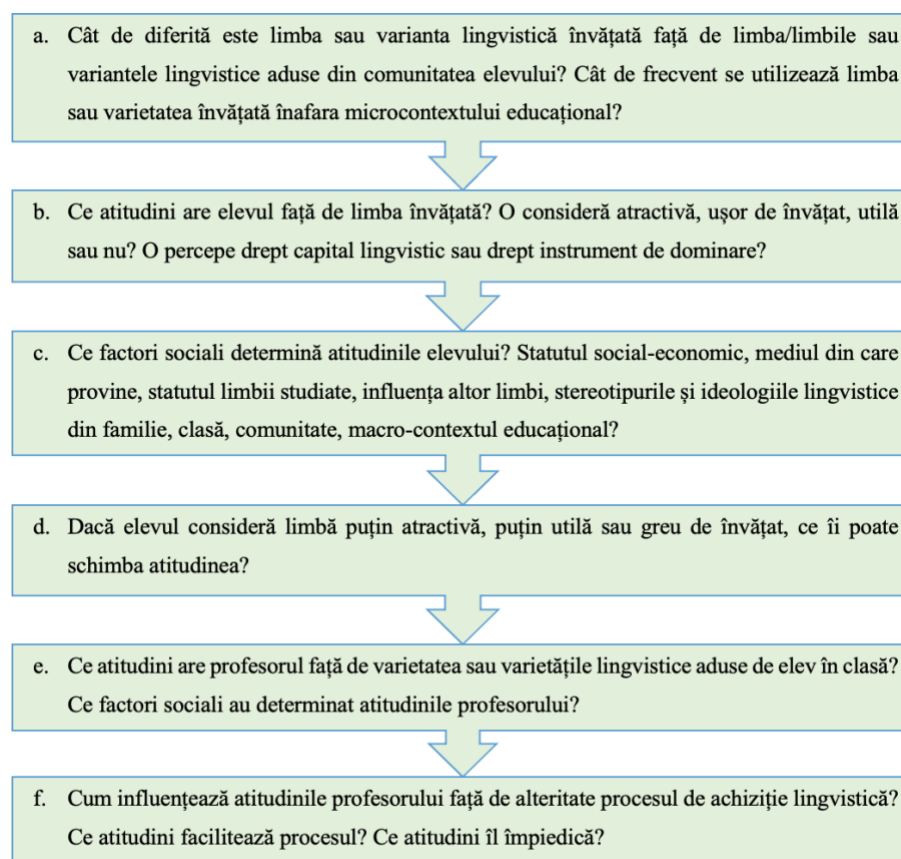 a. Cât de diferită este limba sau varianta lingvistică învățată față de limba/limbile sau
variantele lingvistice aduse din comunitatea elevului? Cât de frecvent se utilizează limba
sau varietatea învățată înafara microcontextului educațional?
b. Ce atitudini are elevul față de limba învățată? O consideră atractivă, ușor de învățat, utilă
sau nu? O percepe drept capital lingvistic sau drept instrument de dominare?
c. Ce factori sociali determină atitudinile elevului? Statutul social-economic, mediul din care
provine, statutul limbii studiate, influența altor limbi, stereotipurile și ideologiile lingvistice
din familie, clasă, comunitate, macro-contextul educațional?
d. Dacă elevul consideră limbă puțin atractivă, puțin utilă sau greu de învățat, ce îi poate
schimba atitudinea?
e. Ce atitudini are profesorul față de varietatea sau varietățile lingvistice aduse de elev în clasă?
Ce factori sociali au determinat atitudinile profesorului?
f. Cum influențează atitudinile profesorului față de alteritate procesul de achiziție lingvistică?
Ce atitudini facilitează procesul? Ce atitudini îl împiedică?